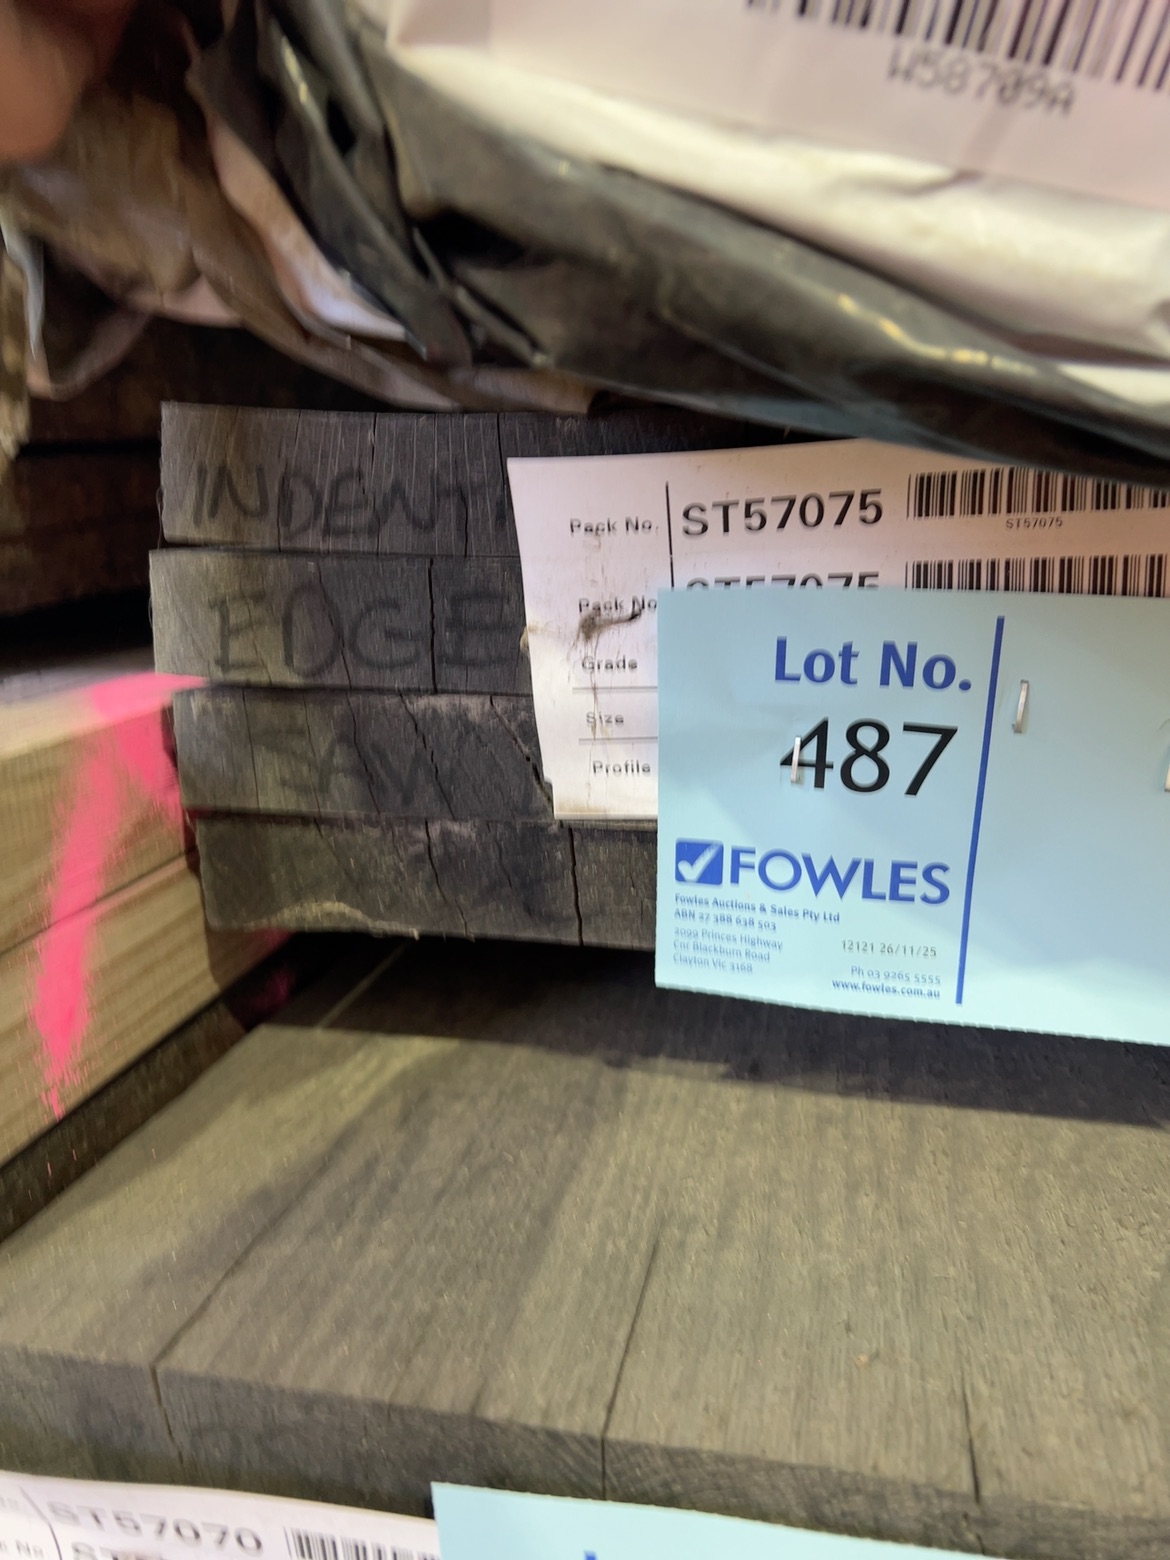 W58709A
INDENT
EDGE
SAW
Pack No. ST57075
ST57075
Pack No. ST57075
Grade
Size
Profile
Lot No.
487
FOWLES
Fowles Auctions & Sales Pty Ltd
ABN 27 388 638 503
2099 Princes Highway
Cnr Blackburn Road
Clayton Vic 3168
12121 26/11/25
Ph 03 9265 5555
www.fowles.com.au
ST57070